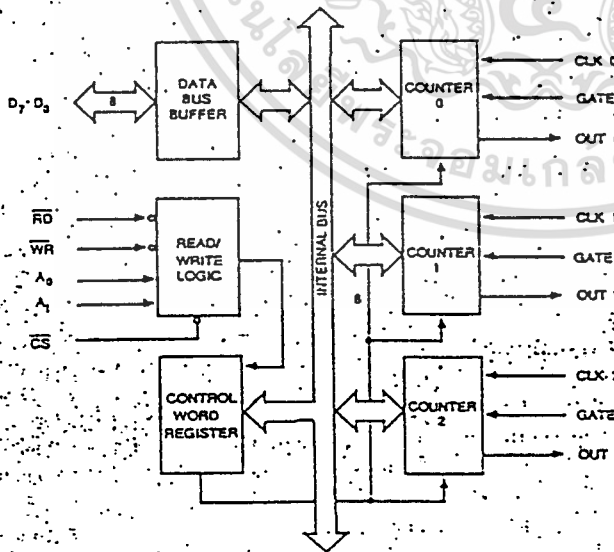 D7-D0
8
DATA
BUS
BUFFER
RD
WR
A0
A1
CS
READ/
WRITE
LOGIC
CONTROL
WORD
REGISTER
INTERNAL BUS
8
COUNTER
0
CLK
GATE
OUT
COUNTER
1
CLK
GATE
OUT
COUNTER
2
CLK
GATE
OUT